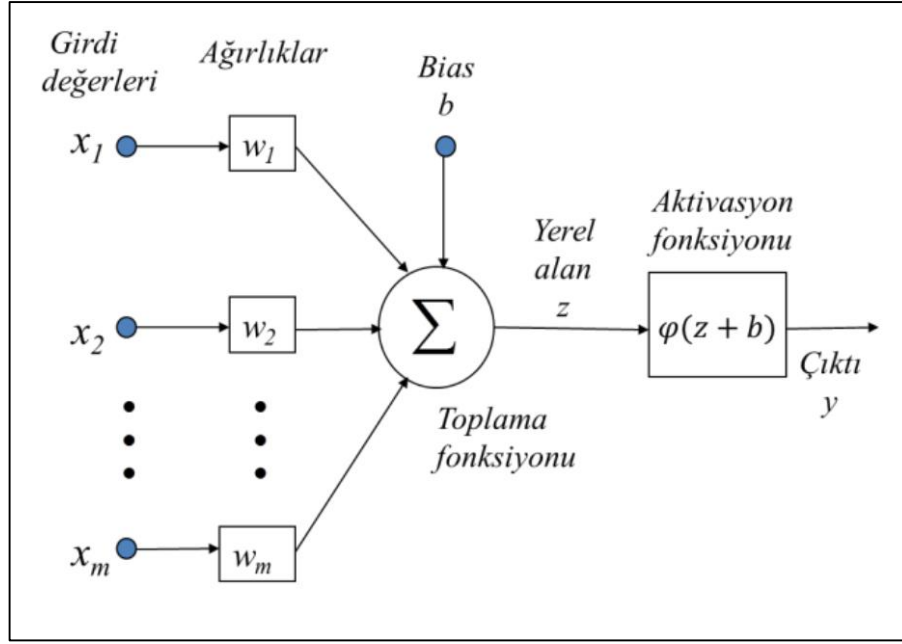 Girdi
değerleri
Ağırlıklar
Bias
b
x1
w1
Yerel
alan
z
Aktivasyon
fonksiyonu
x2
w2
Σ
φ(z + b)
Çıktı
y
Toplama
fonksiyonu
xm
wm